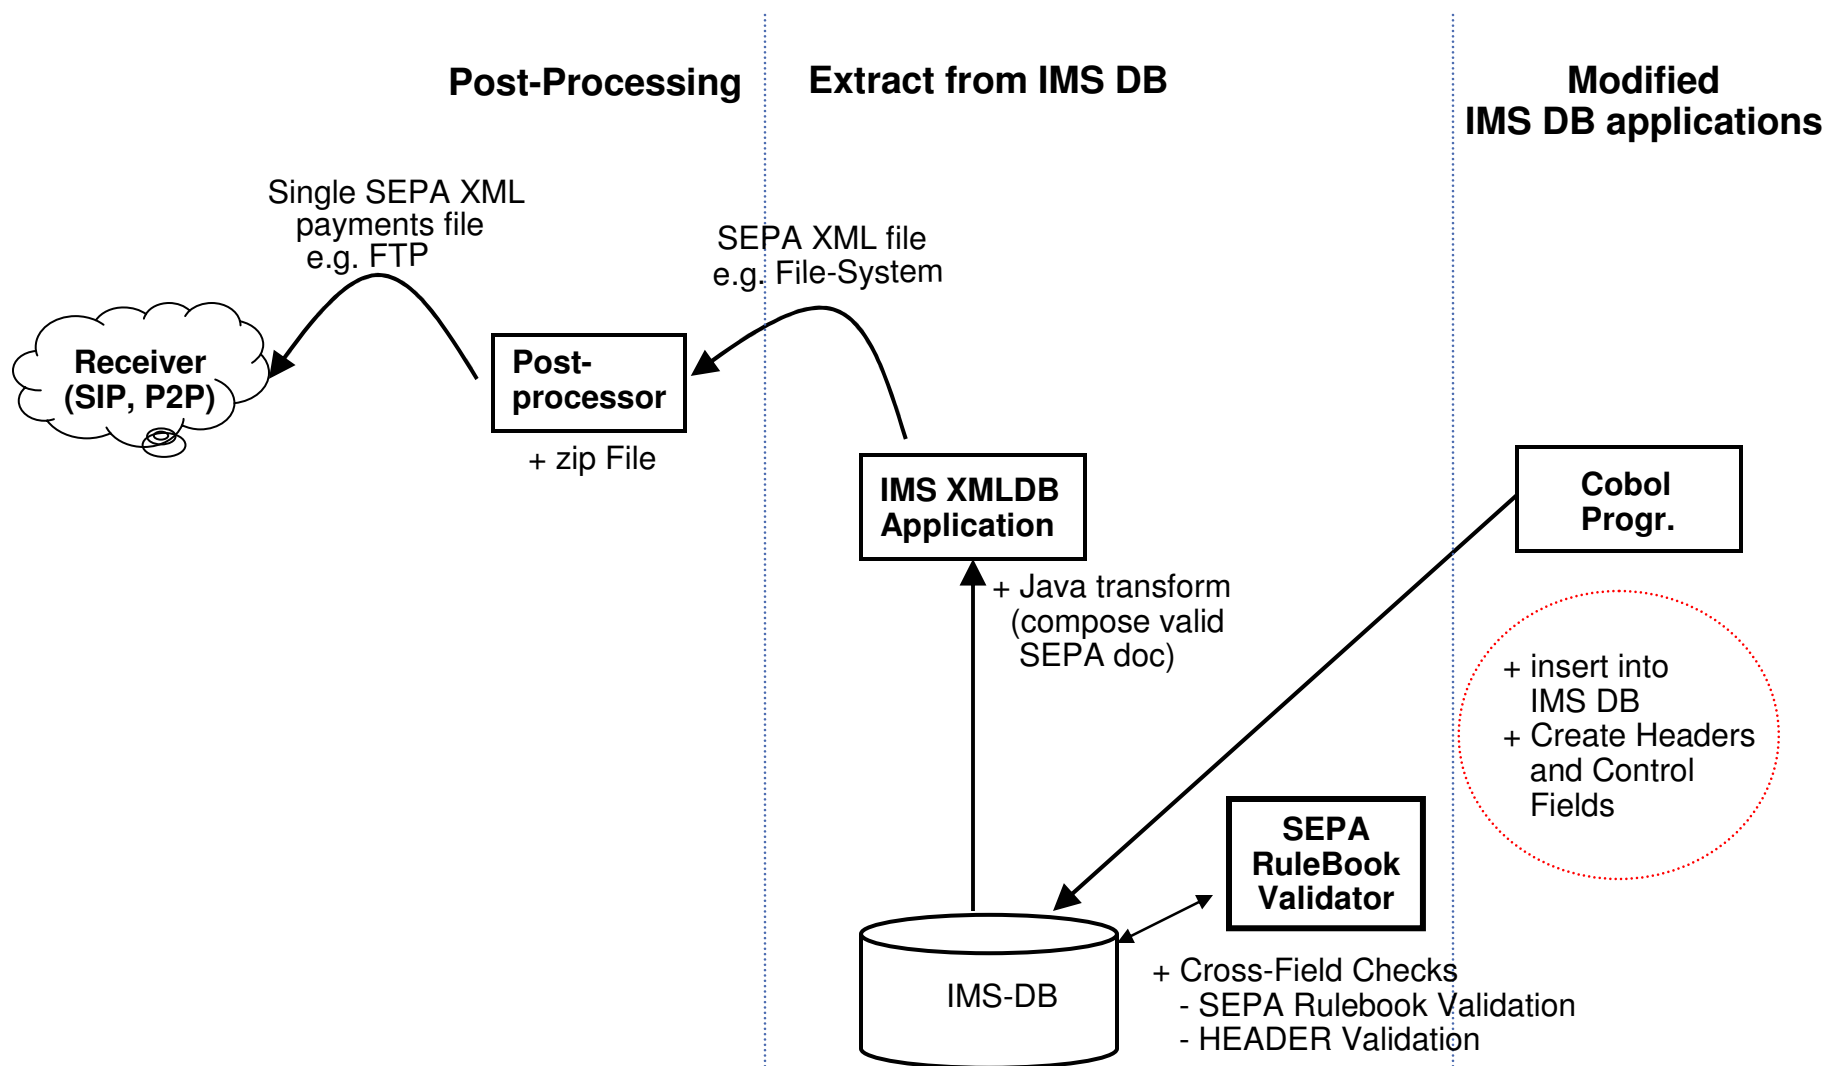 Post-Processing
Extract from IMS DB
Modified
IMS DB applications
Single SEPA XML
payments file
e.g. FTP
SEPA XML file
e.g. File-System
Receiver
(SIP, P2P)
Post-
processor
+ zip File
IMS XMLDB
Application
Cobol
Progr.
+ Java transform
(compose valid
SEPA doc)
+ insert into
IMS DB
+ Create Headers
and Control
Fields
SEPA
RuleBook
Validator
IMS-DB
+ Cross-Field Checks
- SEPA Rulebook Validation
- HEADER Validation